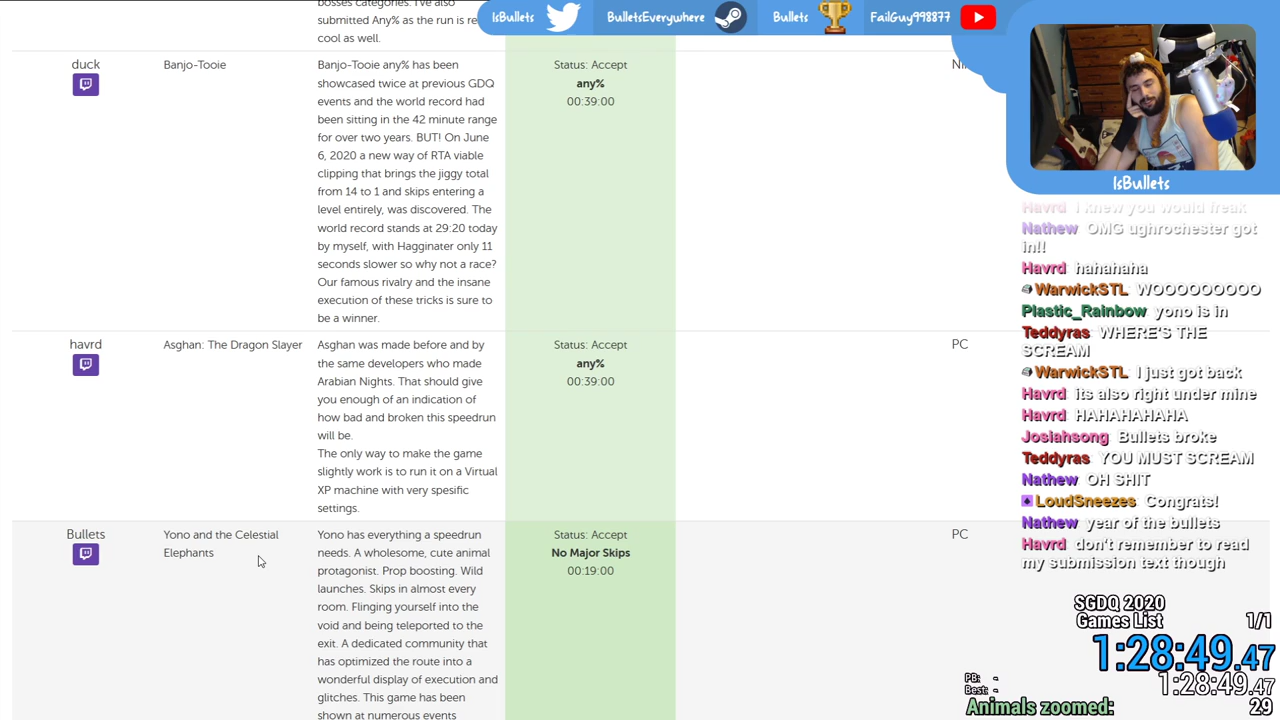 bosses categories. I've also
submitted Any% as the run is re
cool as well.
IsBullets
BulletsEverywhere
Bullets
FailGuy998877
duck
Banjo-Tooie
Banjo-Tooie any% has been
showcased twice at previous GDQ
events and the world record had
been sitting in the 42 minute range
for over two years. BUT! On June
6, 2020 a new way of RTA viable
clipping that brings the jiggy total
from 14 to 1 and skips entering a
level entirely, was discovered. The
world record stands at 29:20 today
by myself, with Hagginater only 11
seconds slower so why not a race?
Our famous rivalry and the insane
execution of these tricks is sure to
be a winner.
Status: Accept
any%
00:39:00
havrd
Asghan: The Dragon Slayer
Asghan was made before and by
the same developers who made
Arabian Nights. That should give
you enough of an indication of
how bad and broken this speedrun
will be.
The only way to make the game
slightly work is to run it on a Virtual
XP machine with very spesific
settings.
Status: Accept
any%
00:39:00
PC
Bullets
Yono and the Celestial
Elephants
Yono has everything a speedrun
needs. A wholesome, cute animal
protagonist. Prop boosting. Wild
launches. Skips in almost every
room. Flinging yourself into the
void and being teleported to the
exit. A dedicated community that
has optimized the route into a
wonderful display of execution and
glitches. This game has been
shown at numerous events
Status: Accept
No Major Skips
00:19:00
PC
IsBullets
Havrd I knew you would freak
Nathew OMG ughrochester got
in!!
Havrd hahahaha
WarwickSTL WOOOOOOOOO
Plastic_Rainbow yono is in
Teddyras WHERE'S THE
SCREAM
WarwickSTL I just got back
Havrd its also right under mine
Havrd HAHAHAHAHA
Josiahsong Bullets broke
Teddyras YOU MUST SCREAM
Nathew OH SHIT
LoudSneezes Congrats!
Nathew year of the bullets
Havrd don't remember to read
my submission text though
SGDQ 2020
Games List 1/1
1:28:49.47
PB: -
Best: -
1:28:49.47
Animals zoomed: 29